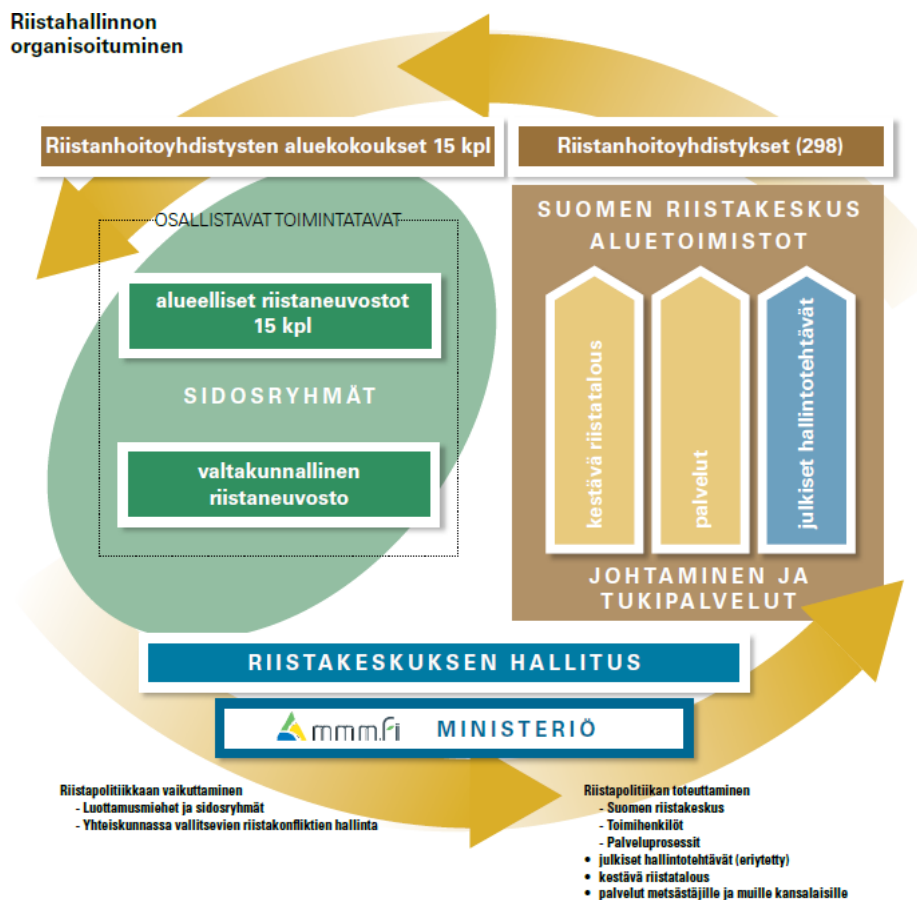 Riistahallinnon
organisoituminen
Riistanhoitoyhdistysten aluekokoukset 15 kpl
Riistanhoitoyhdistykset (298)
OSALLISTAVAT TOIMINTATAVAT
alueelliset riistaneuvostot
15 kpl
SIDOSRYHMÄT
valtakunnallinen
riistaneuvosto
SUOMEN RIISTAKESKUS
ALUETOIMISTOT
kestävä riistatalous
palvelut
julkiset hallintotehtävät
JOHTAMINEN JA
TUKIPALVELUT
RIISTAKESKUKSEN HALLITUS
mmm.fi MINISTERIÖ
Riistapolitiikkaan vaikuttaminen
- Luottamusmiehet ja sidosryhmät
- Yhteiskunnassa vallitsevien riistakonfliktien hallinta
Riistapolitiikan toteuttaminen
- Suomen riistakeskus
- Toimihenkilöt
- Palveluprosessit
• julkiset hallintotehtävät (eriytetty)
• kestävä riistatalous
• palvelut metsästäjille ja muille kansalaisille